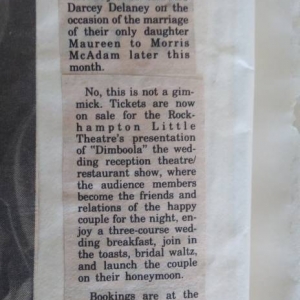 Darcey Delaney on the
occasion of the marriage
of their only daughter
Maureen to Morris
McAdam later this
month.
No, this is not a gim-
mick. Tickets are now
on sale for the Rock-
hampton Little
Theatre's presentation
of "Dimboola" the wed-
ding reception theatre/
restaurant show, where
the audience members
become the friends and
relations of the happy
couple for the night, en-
joy a three-course wed-
ding breakfast, join in
the toasts, bridal waltz,
and launch the couple
on their honeymoon.
Bookings are at the